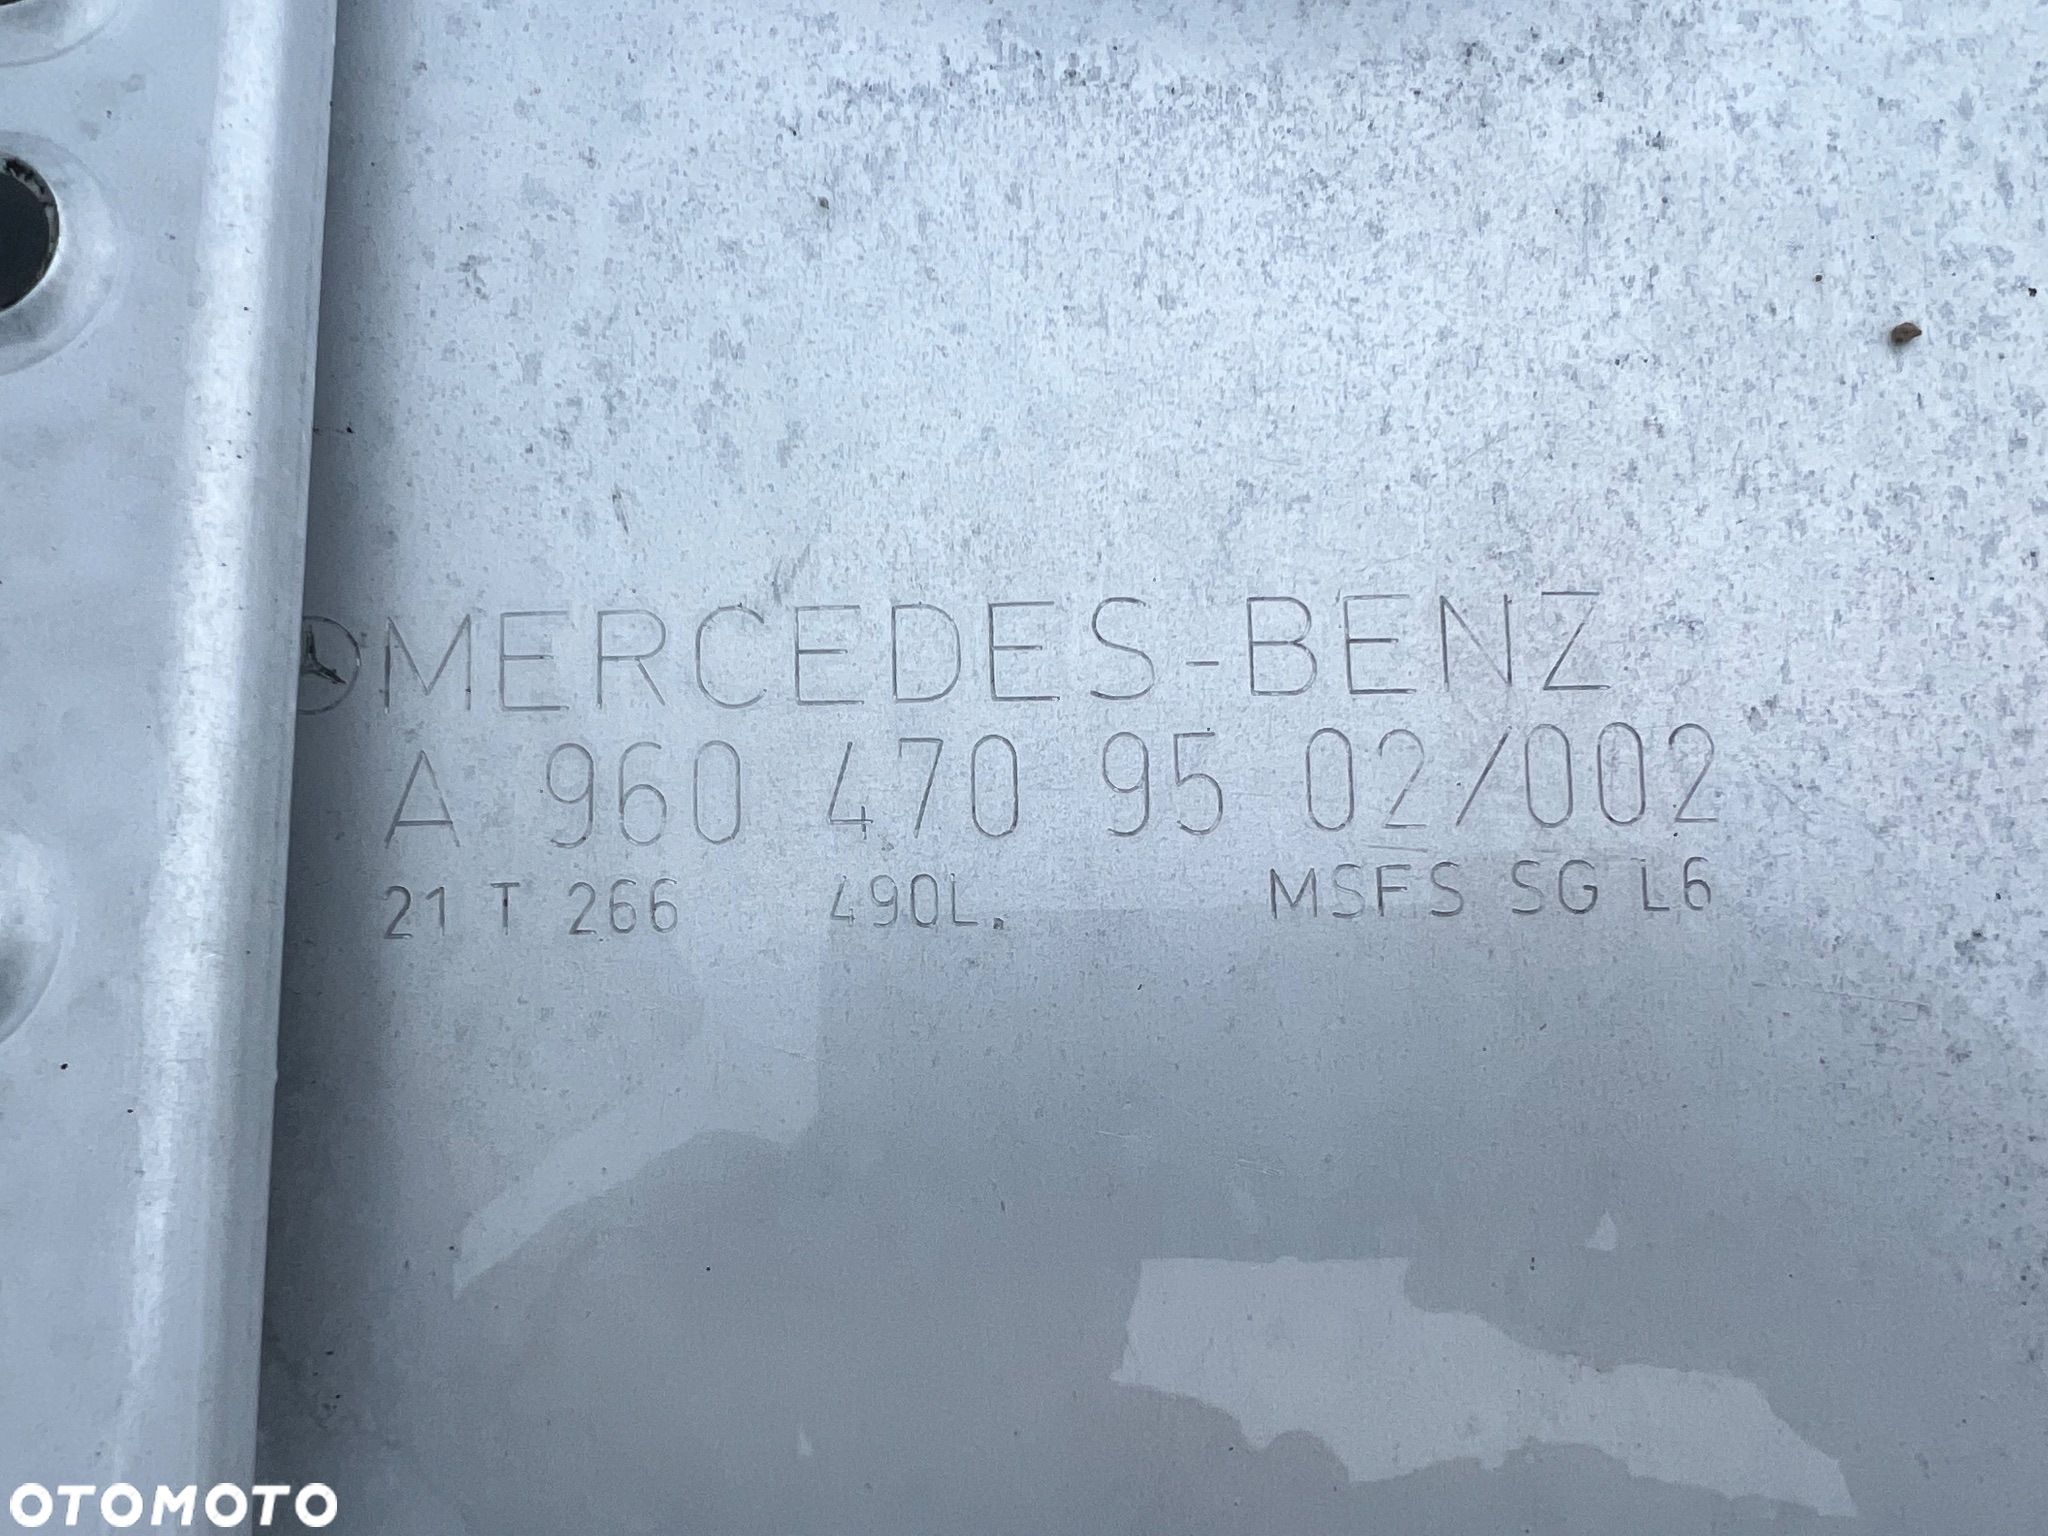 MERCEDES-BENZ
A 960 470 95 02/002
21 T 266 490L. MSFS SG L6
OTOMOTO